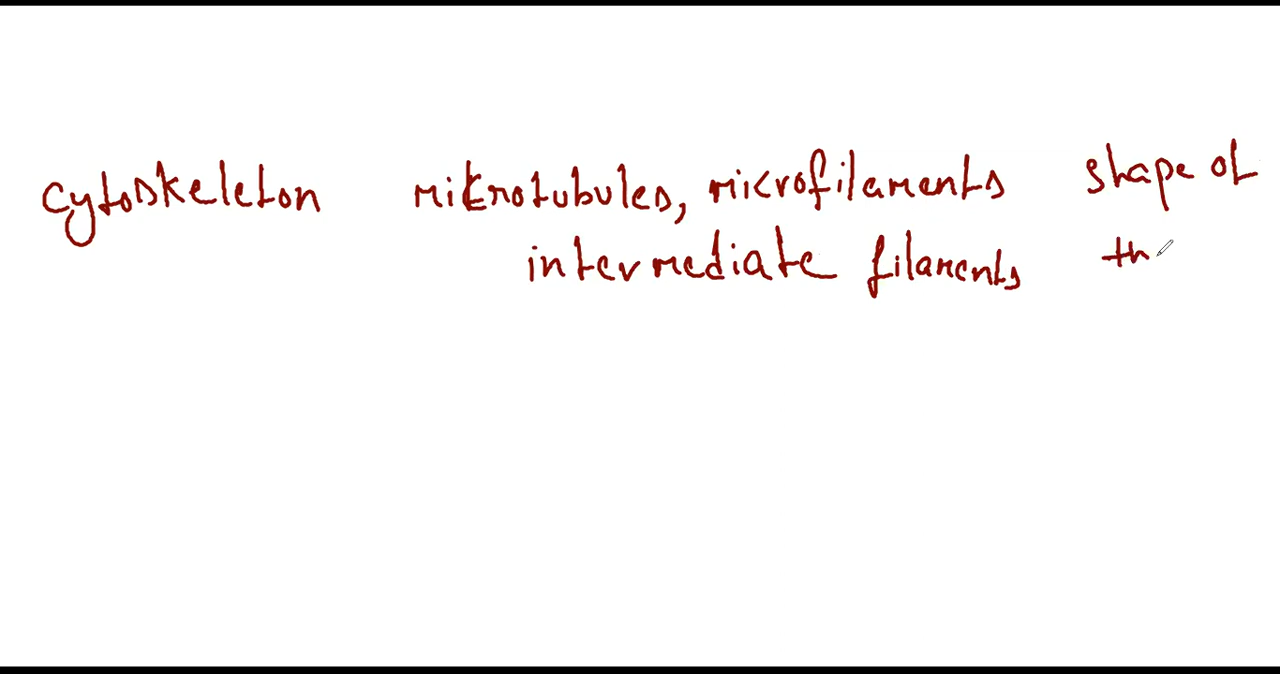 cytoskeleton mikrotubules, microfilaments shape of
intermediate filaments th